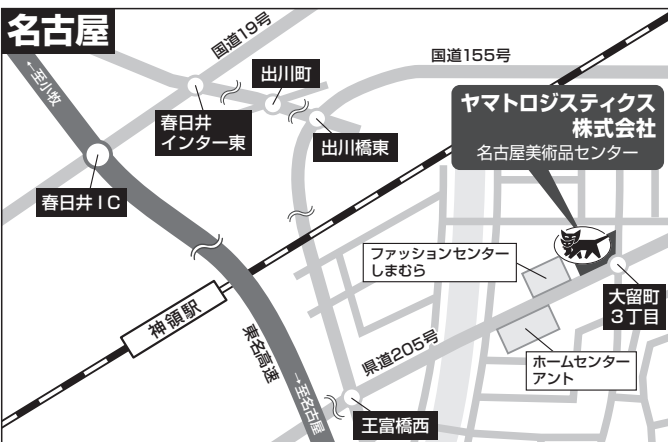 名古屋
国道19号
←至小牧
出川町
国道155号
春日井
インター東
出川橋東
ヤマトロジスティクス
株式会社
名古屋美術品センター
春日井IC
ファッションセンター
しまむら
大留町
3丁目
神領駅
東名高速
県道205号
ホームセンター
アント
→至名古屋
王富橋西